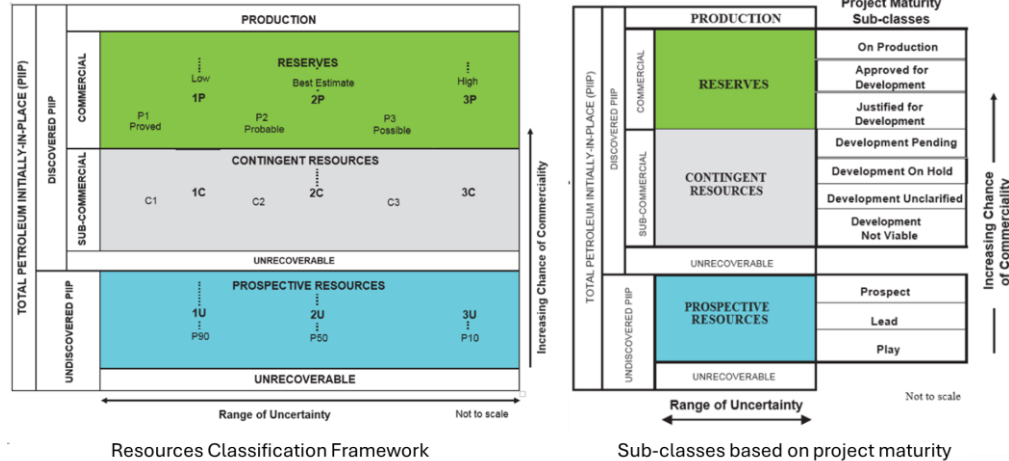 PRODUCTION
TOTAL PETROLEUM INITIALLY-IN-PLACE (PIIP)
DISCOVERED PIIP
COMMERCIAL
RESERVES
Low
Best Estimate
High
1P
2P
3P
P1
Proved
P2
Probable
P3
Possible
SUB-COMMERCIAL
CONTINGENT RESOURCES
1C
2C
3C
C1
C2
C3
UNRECOVERABLE
UNDISCOVERED PIIP
PROSPECTIVE RESOURCES
1U
2U
3U
P90
P50
P10
UNRECOVERABLE
Increasing Chance of Commerciality
Range of Uncertainty
Not to scale
Resources Classification Framework
Project Maturity
Sub-classes
PRODUCTION
TOTAL PETROLEUM INITIALLY-IN-PLACE (PIIP)
DISCOVERED PIIP
COMMERCIAL
RESERVES
On Production
Approved for
Development
Justified for
Development
SUB-COMMERCIAL
CONTINGENT
RESOURCES
Development Pending
Development On Hold
Development Unclarified
Development
Not Viable
UNRECOVERABLE
UNDISCOVERED PIIP
PROSPECTIVE
RESOURCES
Prospect
Lead
Play
UNRECOVERABLE
Increasing Chance
of Commerciality
Range of Uncertainty
Not to scale
Sub-classes based on project maturity